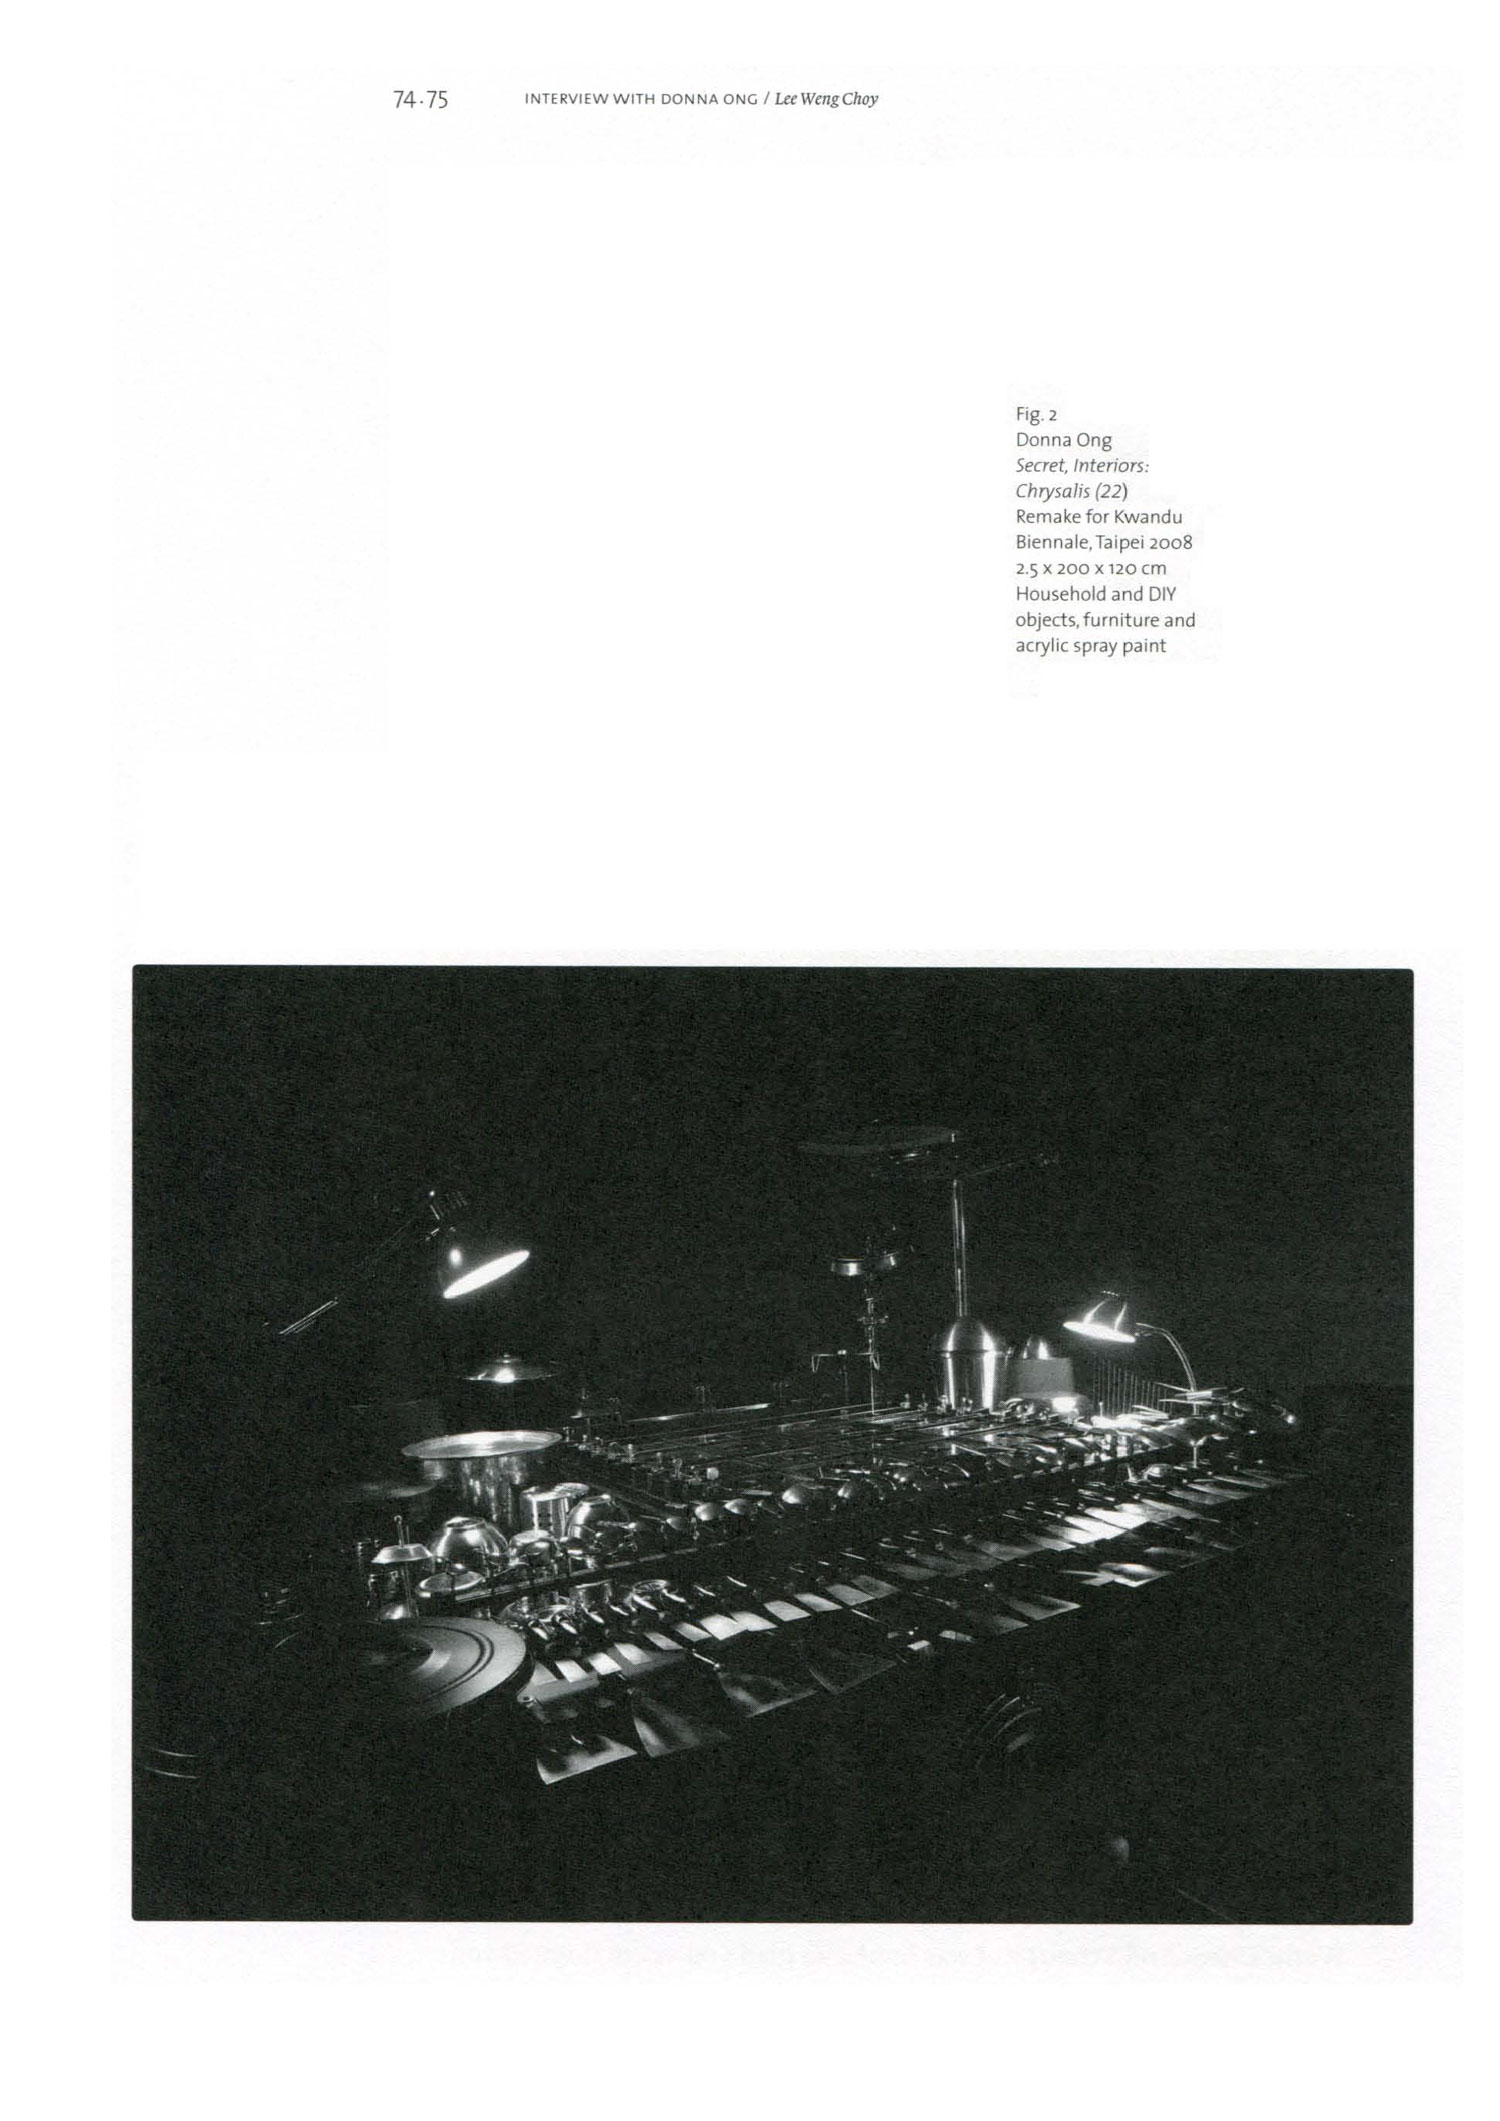 74·75 INTERVIEW WITH DONNA ONG / Lee Weng Choy
Fig. 2
Donna Ong
Secret, Interiors:
Chrysalis (22)
Remake for Kwandu
Biennale, Taipei 2008
2.5 x 200 x 120 cm
Household and DIY
objects, furniture and
acrylic spray paint